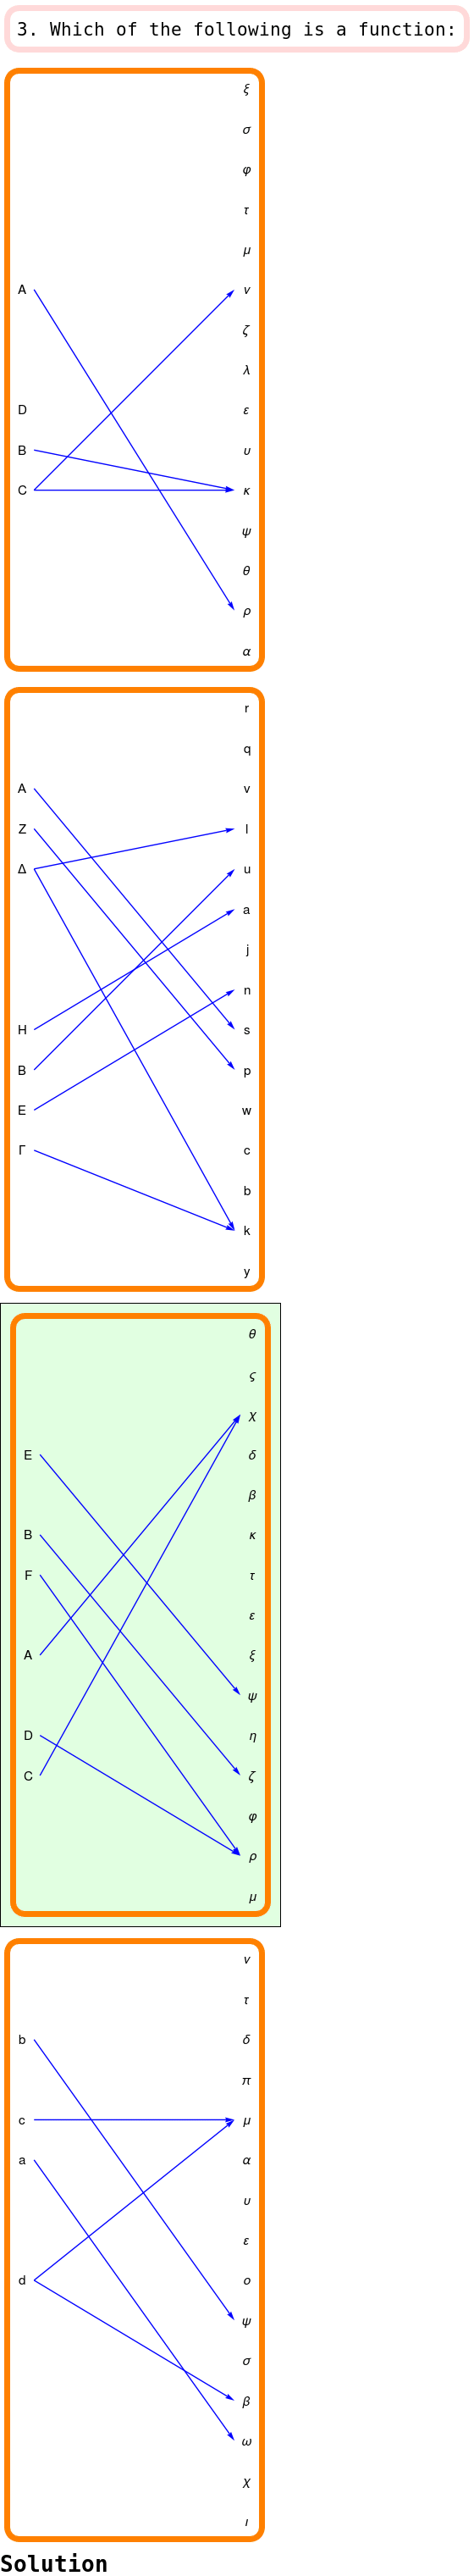 3. Which of the following is a function:
ξ
σ
φ
τ
μ
A ν
ζ
λ
D ε
B υ
C κ
ψ
θ
ρ
α
r
q
A v
Z l
Δ u
a
j
n
H s
B p
E w
Γ c
b
k
y
θ
ς
χ
E δ
β
B κ
F τ
ε
A ξ
ψ
D η
C ζ
φ
ρ
μ
ν
τ
b δ
π
c μ
a α
υ
ε
d ο
ψ
σ
β
ω
χ
ι
Solution